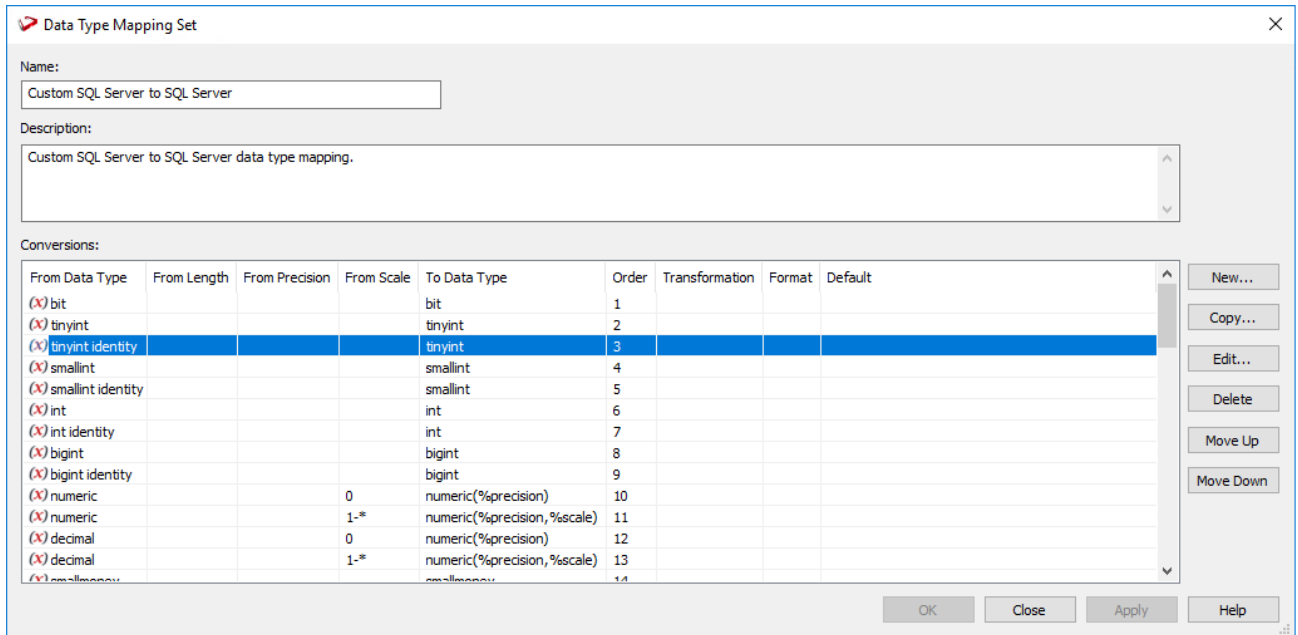 Data Type Mapping Set
Name:
Custom SQL Server to SQL Server
Description:
Custom SQL Server to SQL Server data type mapping.
Conversions:
From Data Type From Length From Precision From Scale To Data Type Order Transformation Format Default
(x) bit bit 1
(x) tinyint tinyint 2
(x) tinyint identity tinyint 3
(x) smallint smallint 4
(x) smallint identity smallint 5
(x) int int 6
(x) int identity int 7
(x) bigint bigint 8
(x) bigint identity bigint 9
(x) numeric 0 numeric(%precision) 10
(x) numeric 1-* numeric(%precision,%scale) 11
(x) decimal 0 numeric(%precision) 12
(x) decimal 1-* numeric(%precision,%scale) 13
(x) smallmoney smallmoney 14
New...
Copy...
Edit...
Delete
Move Up
Move Down
OK Close Apply Help